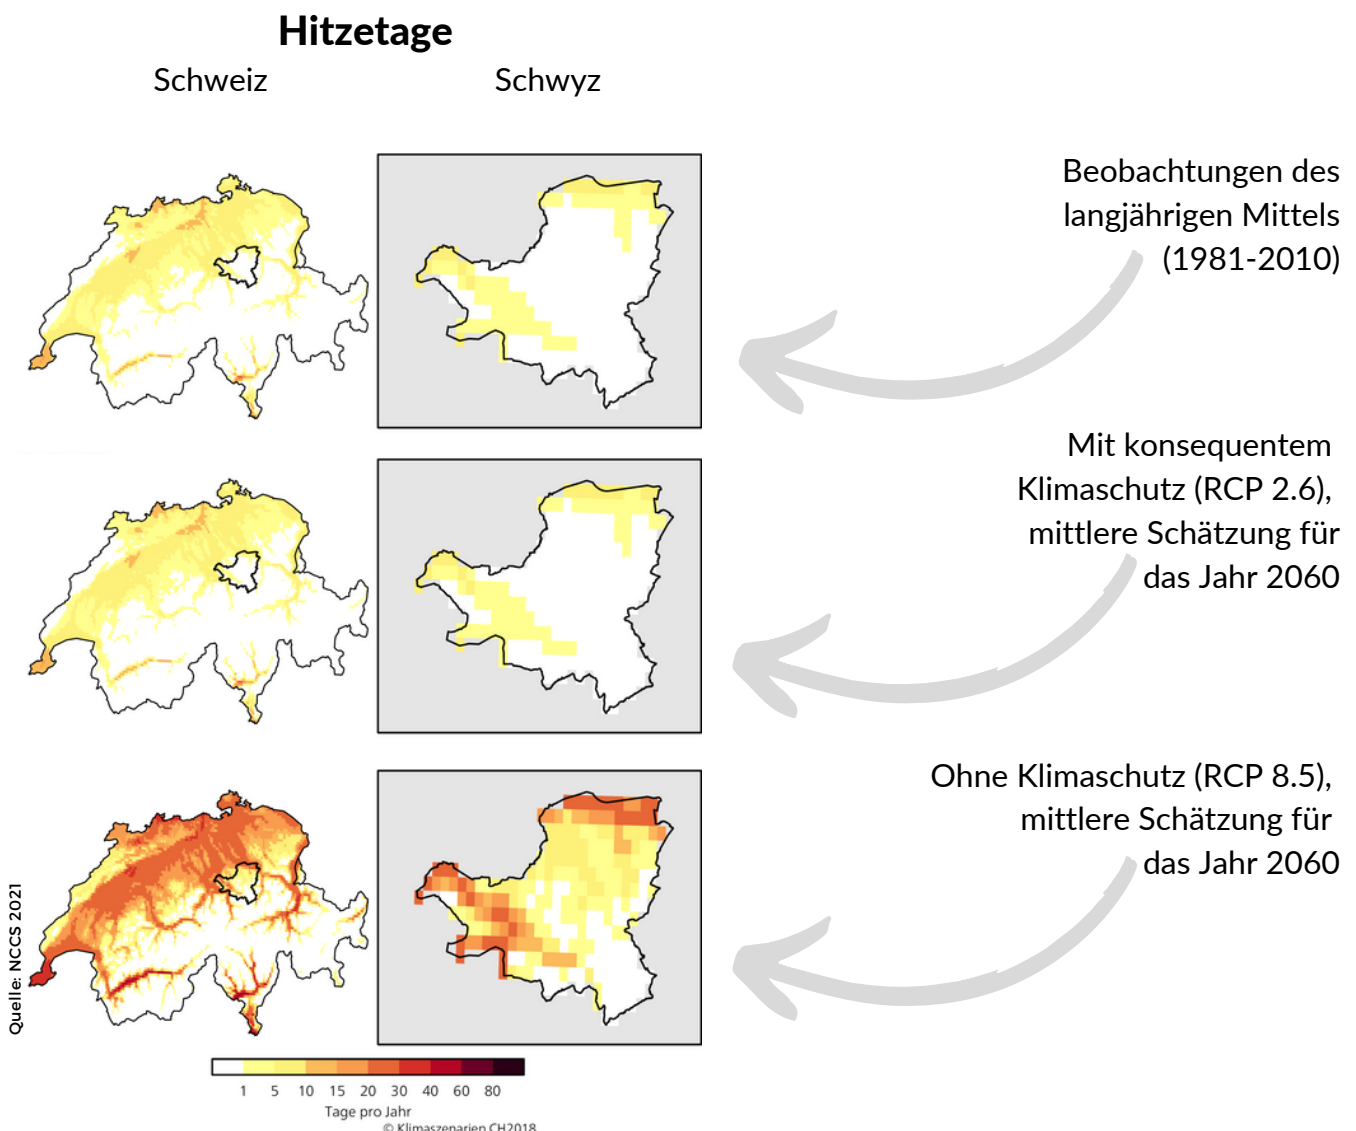 Hitzetage
Schweiz
Schwyz
Beobachtungen des
langjährigen Mittels
(1981-2010)
Mit konsequentem
Klimaschutz (RCP 2.6),
mittlere Schätzung für
das Jahr 2060
Ohne Klimaschutz (RCP 8.5),
mittlere Schätzung für
das Jahr 2060
Quelle: NCCS 2021
1 5 10 15 20 30 40 60 80
Tage pro Jahr
© Klimaszenarien CH2018